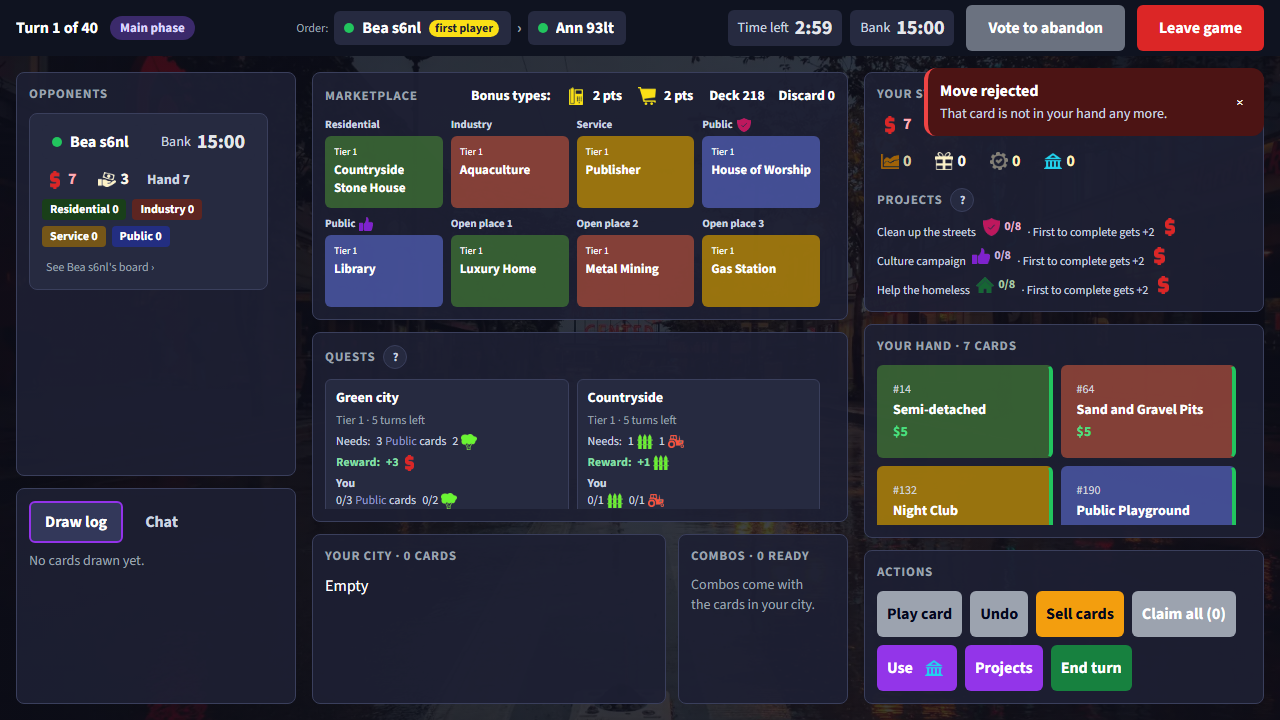 Turn 1 of 40 Main phase Order: Bea s6nl first player › Ann 93lt Time left 2:59 Bank 15:00 Vote to abandon Leave game
OPPONENTS
Bea s6nl Bank 15:00
7 3 Hand 7
Residential 0 Industry 0
Service 0 Public 0
See Bea s6nl's board ›
Draw log Chat
No cards drawn yet.
MARKETPLACE Bonus types: 2 pts 2 pts Deck 218 Discard 0
Residential Industry Service Public
Tier 1 Tier 1 Tier 1 Tier 1
Countryside Aquaculture Publisher House of Worship
Stone House
Public Open place 1 Open place 2 Open place 3
Tier 1 Tier 1 Tier 1 Tier 1
Library Luxury Home Metal Mining Gas Station
QUESTS ?
Green city Countryside
Tier 1 · 5 turns left Tier 1 · 5 turns left
Needs: 3 Public cards 2 Needs: 1 1
Reward: +3 Reward: +1
You You
0/3 Public cards 0/2 0/1 0/1
YOUR CITY · 0 CARDS
Empty
COMBOS · 0 READY
Combos come with
the cards in your city.
YOUR S
Move rejected
That card is not in your hand any more.
×
7
0 0 0 0
PROJECTS ?
Clean up the streets 0/8 · First to complete gets +2
Culture campaign 0/8 · First to complete gets +2
Help the homeless 0/8 · First to complete gets +2
YOUR HAND · 7 CARDS
#14 #64
Semi-detached Sand and Gravel Pits
$5 $5
#132 #190
Night Club Public Playground
ACTIONS
Play card Undo Sell cards Claim all (0)
Use Projects End turn